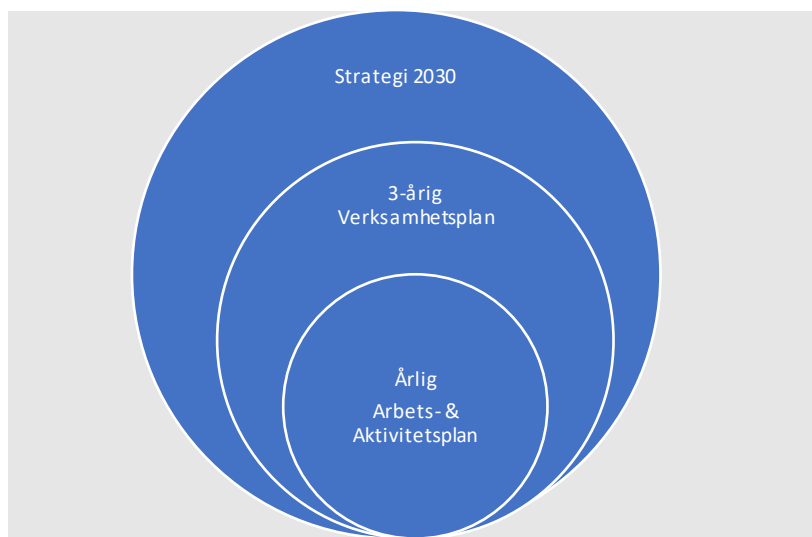 Strategi 2030
3-årig
Verksamhetsplan
Årlig
Arbets- &
Aktivitetsplan